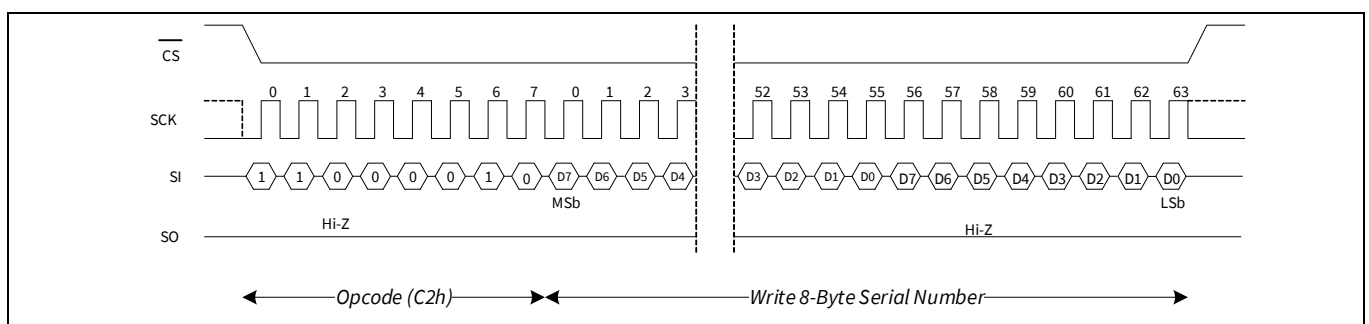 CS
0 1 2 3 4 5 6 7 0 1 2 3 52 53 54 55 56 57 58 59 60 61 62 63
SCK
SI 1 1 0 0 0 0 1 0 D7 D6 D5 D4 D3 D2 D1 D0 D7 D6 D5 D4 D3 D2 D1 D0
MSb LSb
Hi-Z Hi-Z
SO
Opcode (C2h) Write 8-Byte Serial Number